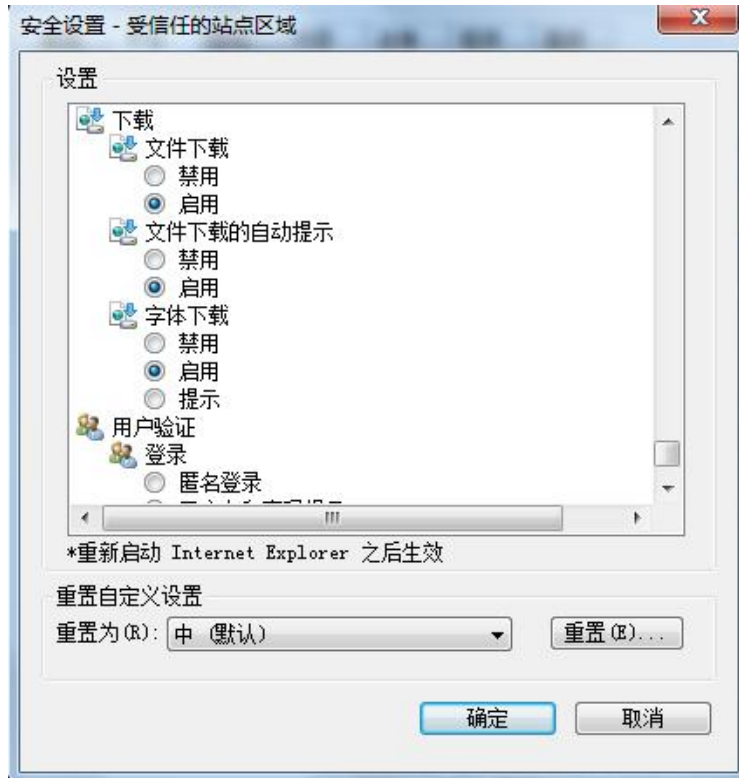 安全设置 - 受信任的站点区域
设置
下载
文件下载
禁用
启用
文件下载的自动提示
禁用
启用
字体下载
禁用
启用
提示
用户验证
登录
匿名登录
*重新启动 Internet Explorer 之后生效
重置自定义设置
重置为(R): 中 (默认) 重置(E)...
确定 取消